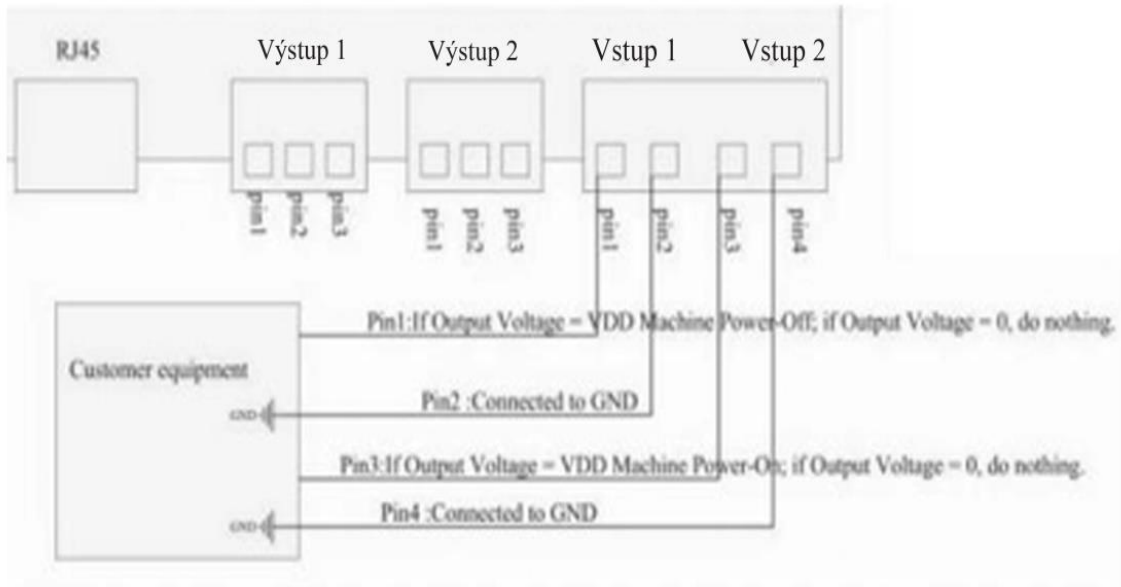 RJ45
Výstup 1
Výstup 2
Vstup 1
Vstup 2
pin1
pin2
pin3
pin1
pin2
pin3
pin1
pin2
pin3
pin4
Pin1:If Output Voltage = VDD Machine Power-Off; if Output Voltage = 0, do nothing.
Customer equipment
GND
Pin2 :Connected to GND
Pin3:If Output Voltage = VDD Machine Power-On; if Output Voltage = 0, do nothing.
Pin4 :Connected to GND
GND